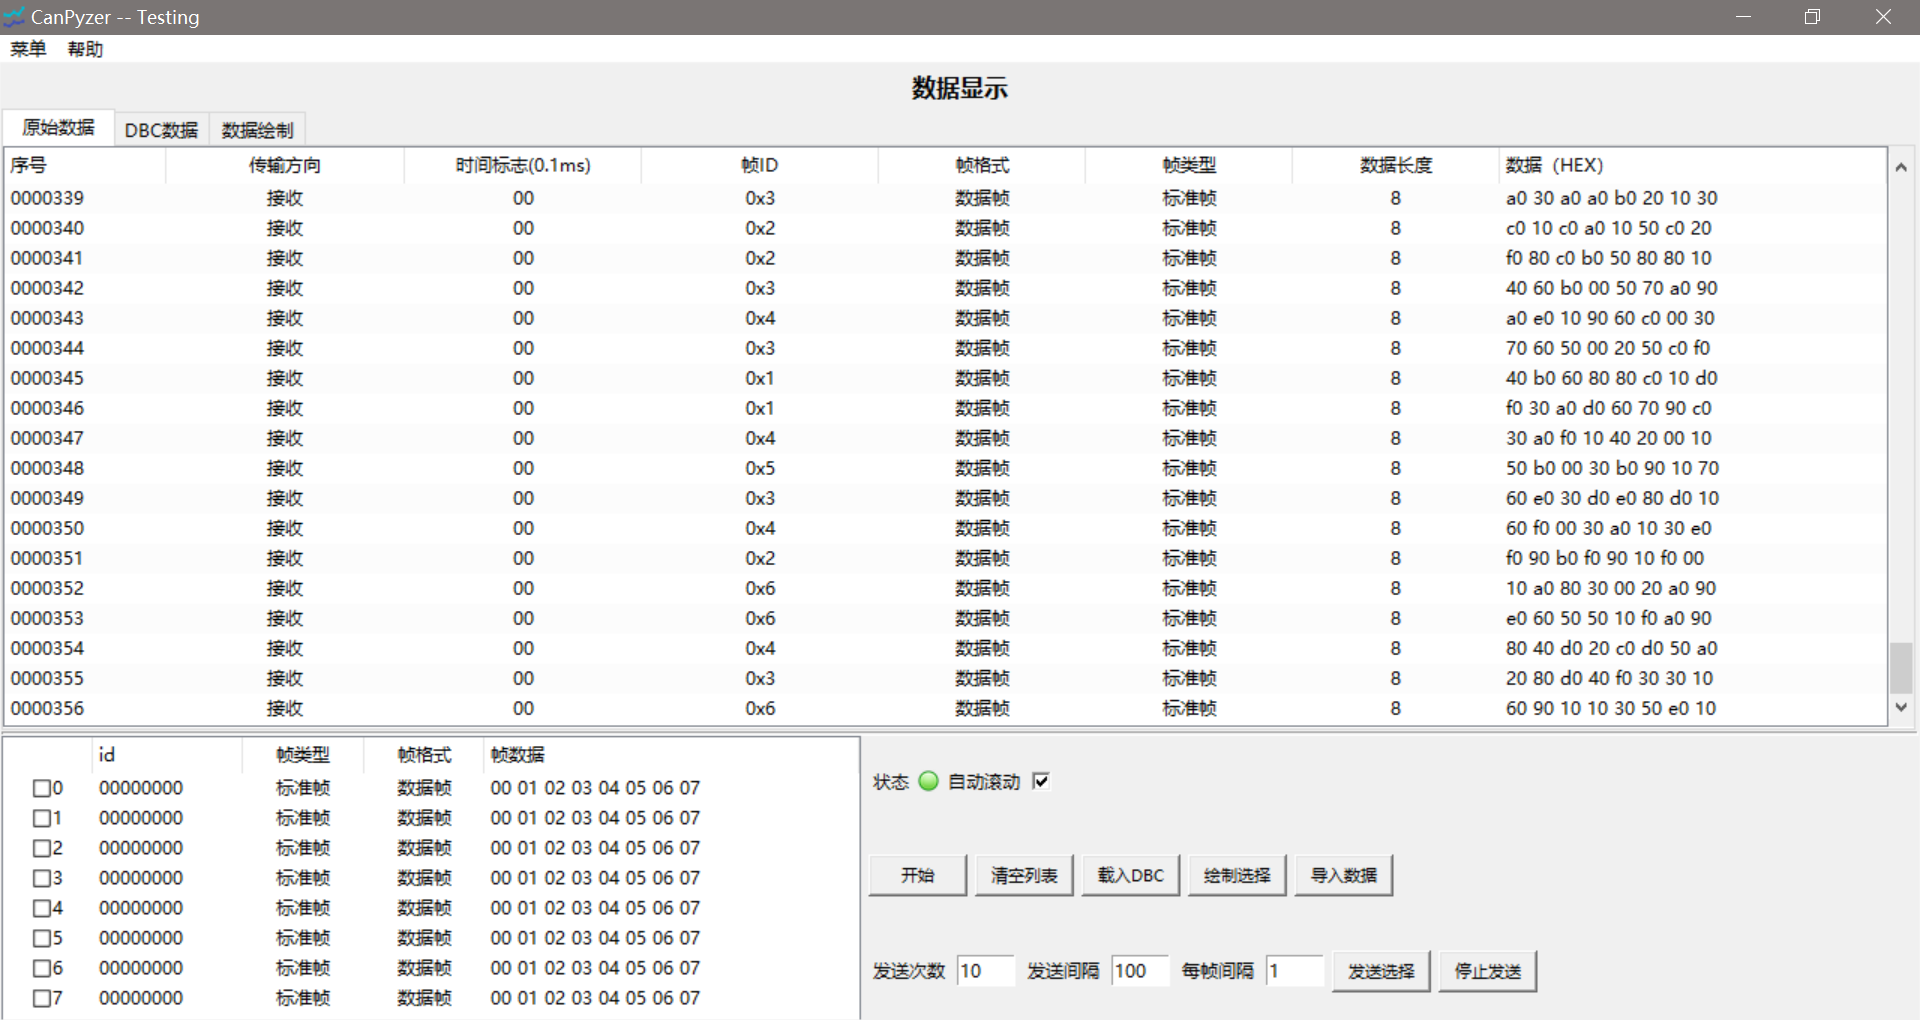 CanPyzer -- Testing
菜单 帮助
数据显示
原始数据 DBC数据 数据绘制
序号 传输方向 时间标志(0.1ms) 帧ID 帧格式 帧类型 数据长度 数据（HEX）
0000339 接收 00 0x3 数据帧 标准帧 8 a0 30 a0 a0 b0 20 10 30
0000340 接收 00 0x2 数据帧 标准帧 8 c0 10 c0 a0 10 50 c0 20
0000341 接收 00 0x2 数据帧 标准帧 8 f0 80 c0 b0 50 80 80 10
0000342 接收 00 0x3 数据帧 标准帧 8 40 60 b0 00 50 70 a0 90
0000343 接收 00 0x4 数据帧 标准帧 8 a0 e0 10 90 60 c0 00 30
0000344 接收 00 0x3 数据帧 标准帧 8 70 60 50 00 20 50 c0 f0
0000345 接收 00 0x1 数据帧 标准帧 8 40 b0 60 80 80 c0 10 d0
0000346 接收 00 0x1 数据帧 标准帧 8 f0 30 a0 d0 60 70 90 c0
0000347 接收 00 0x4 数据帧 标准帧 8 30 a0 f0 10 40 20 00 10
0000348 接收 00 0x5 数据帧 标准帧 8 50 b0 00 30 b0 90 10 70
0000349 接收 00 0x3 数据帧 标准帧 8 60 e0 30 d0 e0 80 d0 10
0000350 接收 00 0x4 数据帧 标准帧 8 60 f0 00 30 a0 10 30 e0
0000351 接收 00 0x2 数据帧 标准帧 8 f0 90 b0 f0 90 10 f0 00
0000352 接收 00 0x6 数据帧 标准帧 8 10 a0 80 30 00 20 a0 90
0000353 接收 00 0x6 数据帧 标准帧 8 e0 60 50 50 10 f0 a0 90
0000354 接收 00 0x4 数据帧 标准帧 8 80 40 d0 20 c0 d0 50 a0
0000355 接收 00 0x3 数据帧 标准帧 8 20 80 d0 40 f0 30 30 10
0000356 接收 00 0x6 数据帧 标准帧 8 60 90 10 10 30 50 e0 10
id 帧类型 帧格式 帧数据
0 00000000 标准帧 数据帧 00 01 02 03 04 05 06 07
1 00000000 标准帧 数据帧 00 01 02 03 04 05 06 07
2 00000000 标准帧 数据帧 00 01 02 03 04 05 06 07
3 00000000 标准帧 数据帧 00 01 02 03 04 05 06 07
4 00000000 标准帧 数据帧 00 01 02 03 04 05 06 07
5 00000000 标准帧 数据帧 00 01 02 03 04 05 06 07
6 00000000 标准帧 数据帧 00 01 02 03 04 05 06 07
7 00000000 标准帧 数据帧 00 01 02 03 04 05 06 07
状态 自动滚动
开始 清空列表 载入DBC 绘制选择 导入数据
发送次数 10 发送间隔 100 每帧间隔 1 发送选择 停止发送